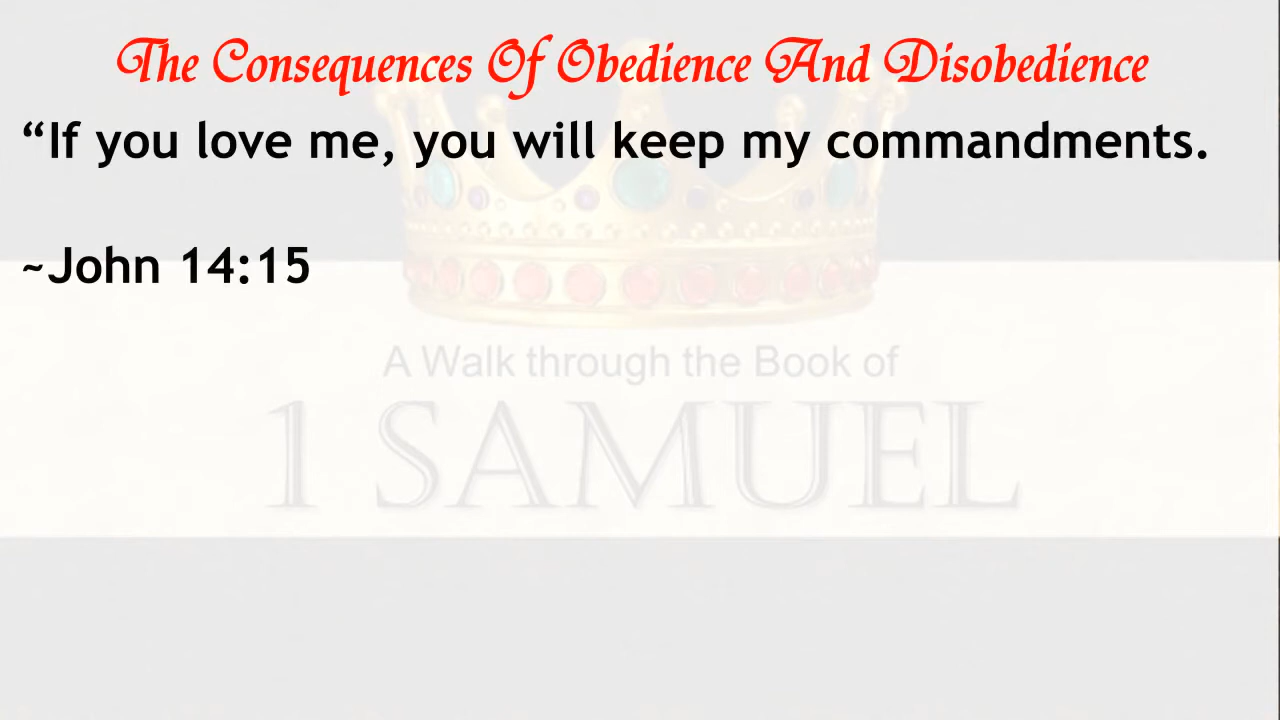 The Consequences Of Obedience And Disobedience
“If you love me, you will keep my commandments.
~John 14:15
A Walk through the Book of
1 SAMUEL